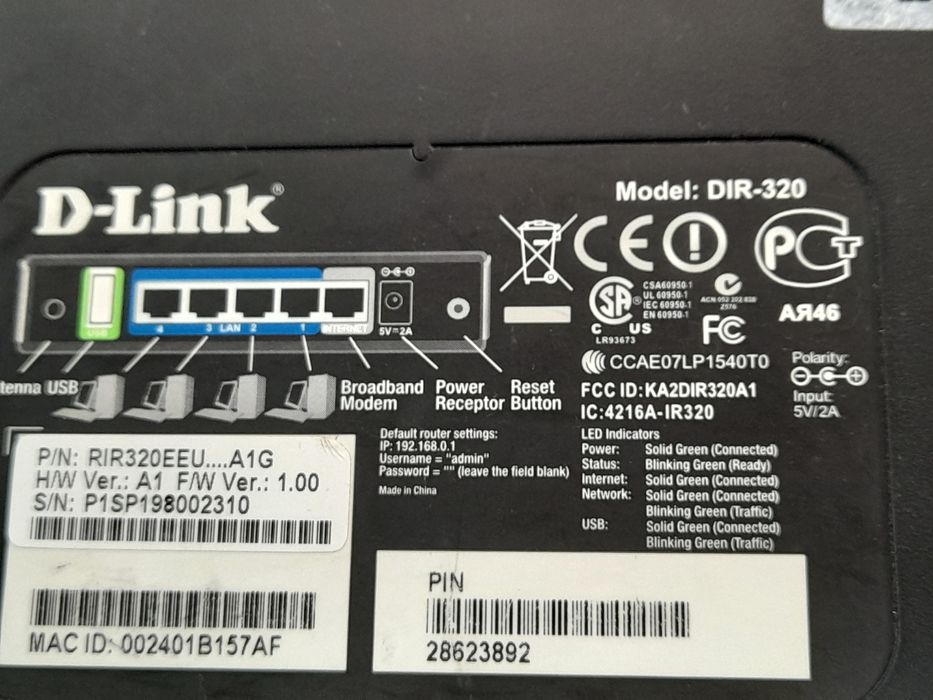 D-Link®
Model: DIR-320
CE
PCT
CSA60950-1
UL 60950-1
IEC 60950-1
EN 60950-1
C US
LR93673
FC
АЯ46
USB
4 3 LAN 2 1 INTERNET
5V⎓2A
CCAE07LP1540T0
Polarity:
Input:
5V/2A
tenna USB
Broadband
Modem
Power
Receptor
Reset
Button
FCC ID:KA2DIR320A1
IC:4216A-IR320
Default router settings:
IP: 192.168.0.1
Username = "admin"
Password = "" (leave the field blank)
Made in China
LED Indicators
Power: Solid Green (Connected)
Status: Blinking Green (Ready)
Internet: Solid Green (Connected)
Network: Solid Green (Connected)
Blinking Green (Traffic)
USB: Solid Green (Connected)
Blinking Green (Traffic)
P/N: RIR320EEU....A1G
H/W Ver.: A1 F/W Ver.: 1.00
S/N: P1SP198002310
MAC ID: 002401B157AF
PIN
28623892